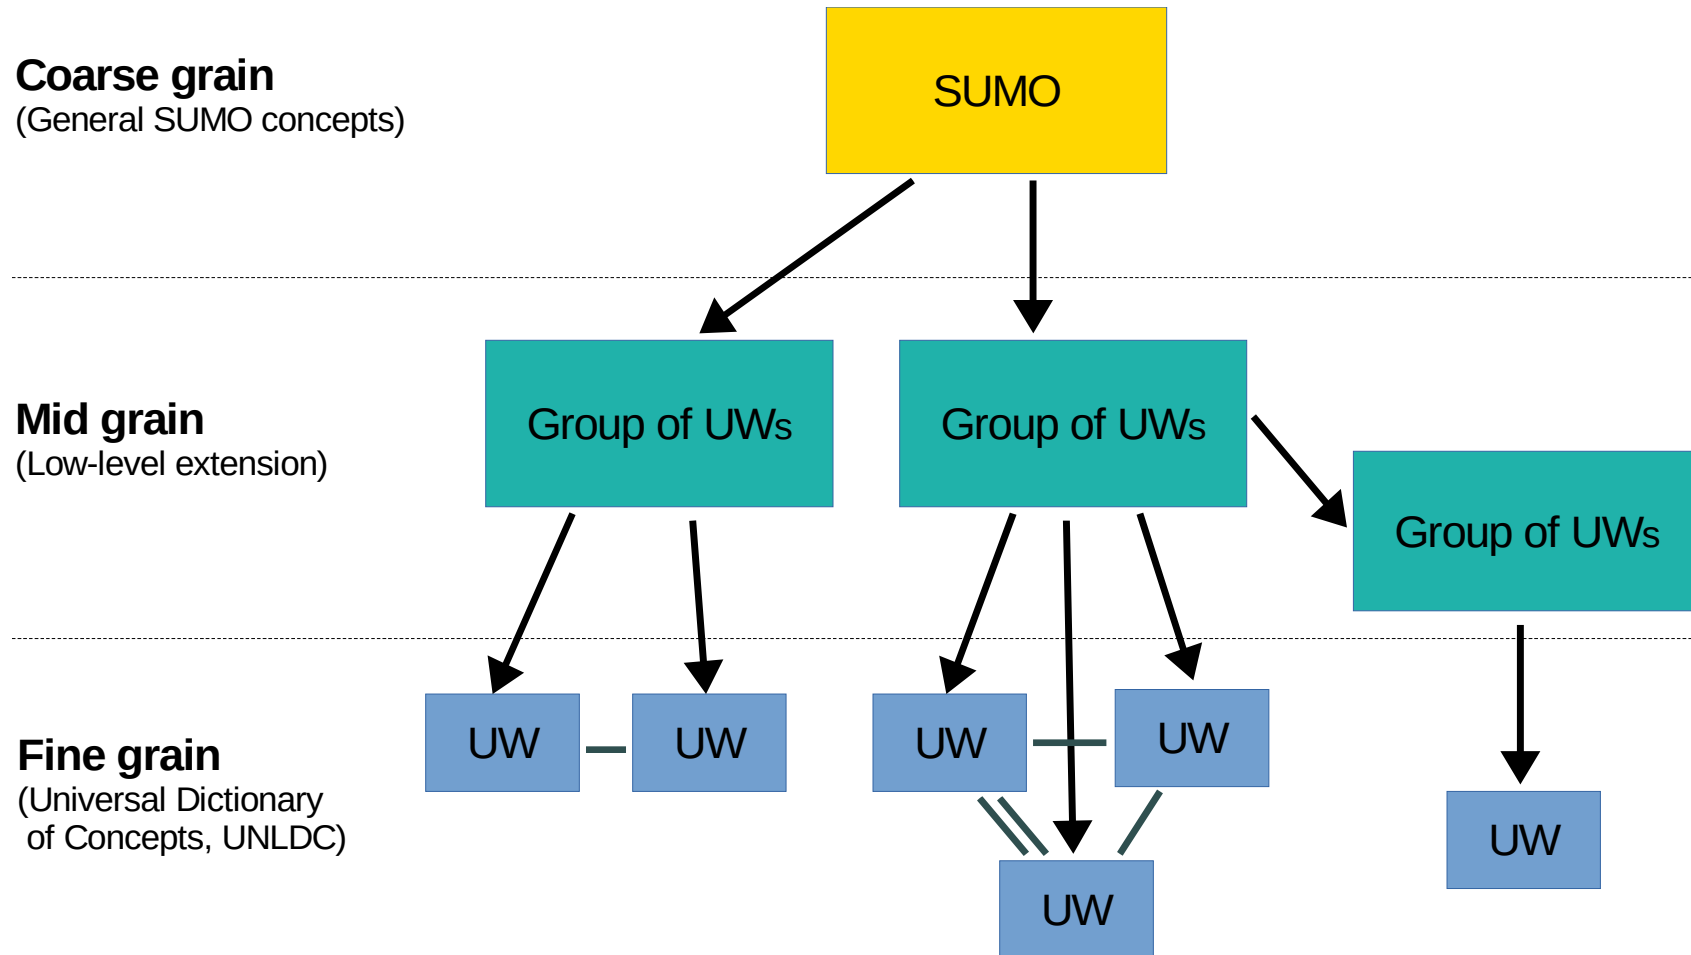 Coarse grain
(General SUMO concepts)
SUMO
Mid grain
(Low-level extension)
Group of UWs
Group of UWs
Group of UWs
Fine grain
(Universal Dictionary
of Concepts, UNLDC)
UW
UW
UW
UW
UW
UW